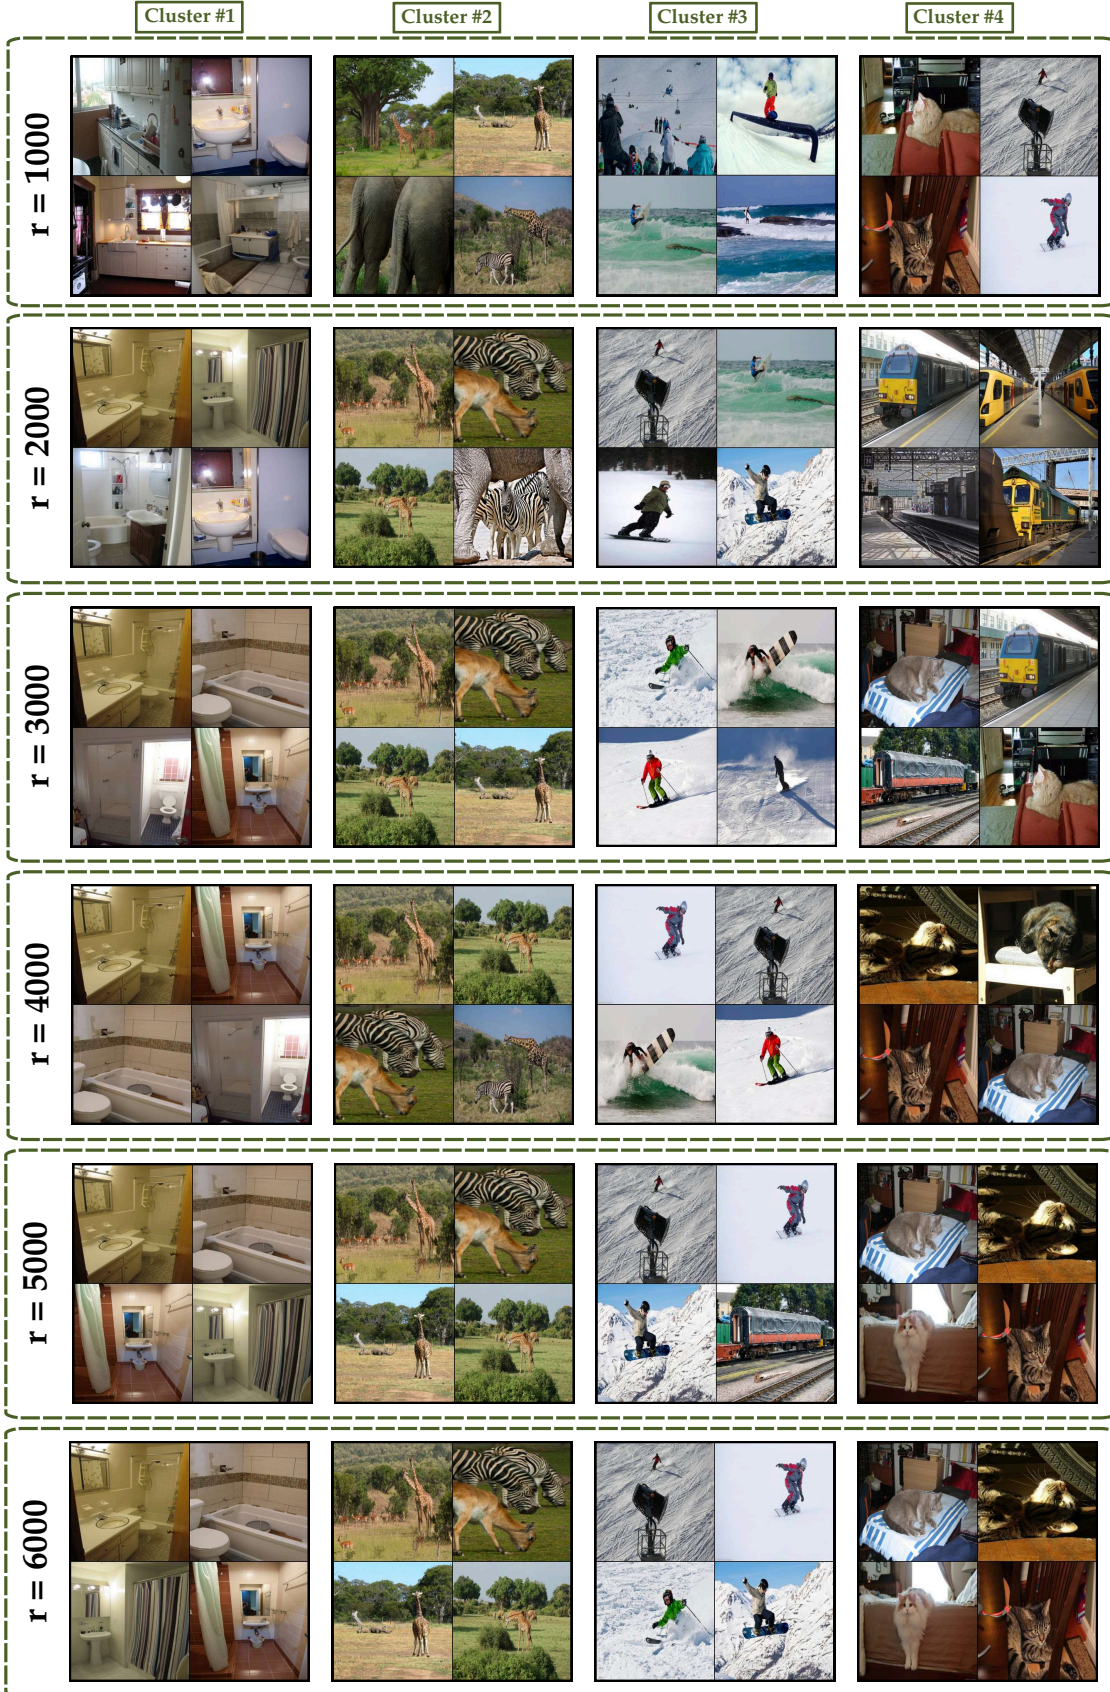 Cluster #1
Cluster #2
Cluster #3
Cluster #4
r = 1000
r = 2000
r = 3000
r = 4000
r = 5000
r = 6000